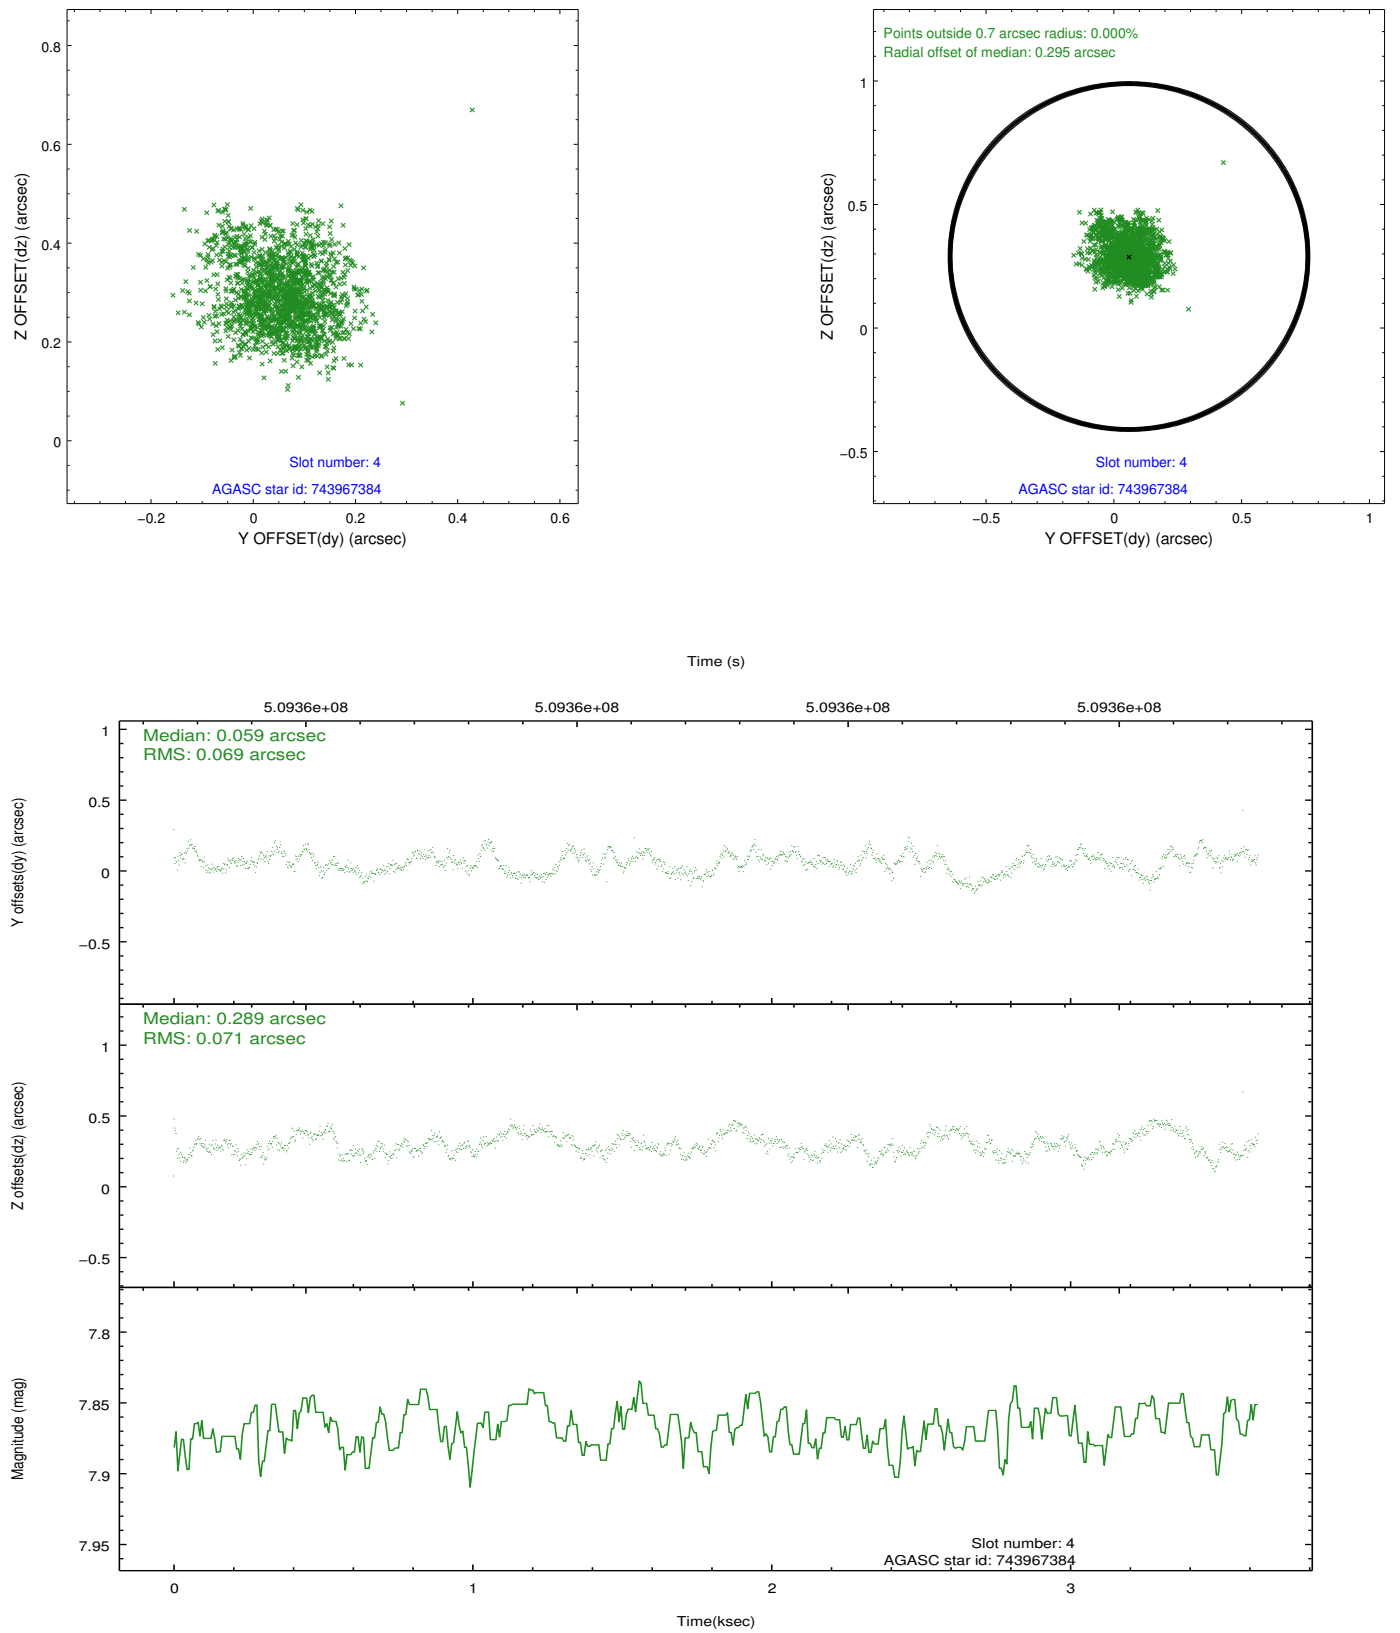 0.8
0.6
0.4
0.2
0
Z OFFSET(dz) (arcsec)
Slot number: 4
AGASC star id: 743967384
−0.2 0 0.2 0.4 0.6
Y OFFSET(dy) (arcsec)
Points outside 0.7 arcsec radius: 0.000%
Radial offset of median: 0.295 arcsec
1
0.5
0
−0.5
Z OFFSET(dz) (arcsec)
Slot number: 4
AGASC star id: 743967384
−0.5 0 0.5 1
Y OFFSET(dy) (arcsec)
Time (s)
5.0936e+08 5.0936e+08 5.0936e+08 5.0936e+08
Median: 0.059 arcsec
RMS: 0.069 arcsec
1
0.5
0
−0.5
Y offsets(dy) (arcsec)
Median: 0.289 arcsec
RMS: 0.071 arcsec
1
0.5
0
−0.5
Z offsets(dz) (arcsec)
7.8
7.85
7.9
7.95
Magnitude (mag)
Slot number: 4
AGASC star id: 743967384
0 1 2 3
Time(ksec)